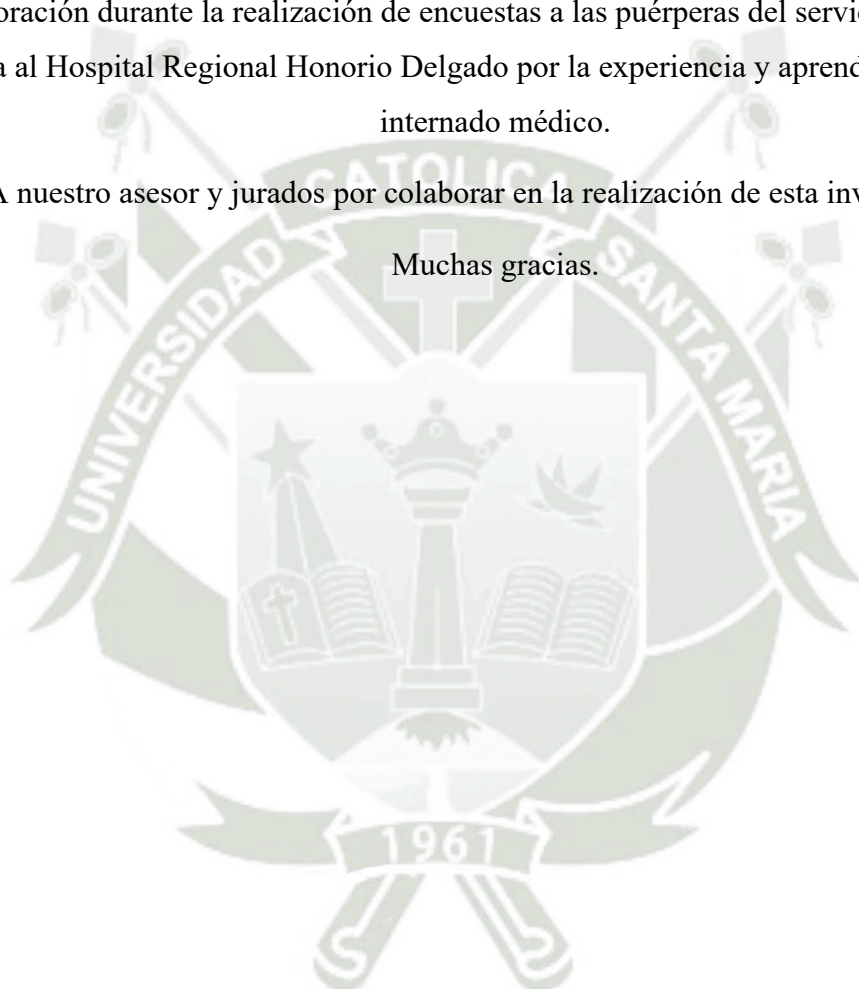 oración durante la realización de encuestas a las puérperas del servic
a al Hospital Regional Honorio Delgado por la experiencia y aprend
internado médico.
A nuestro asesor y jurados por colaborar en la realización de esta inv
Muchas gracias.
UNIVERSIDAD CATOLICA SANTA MARIA
1961